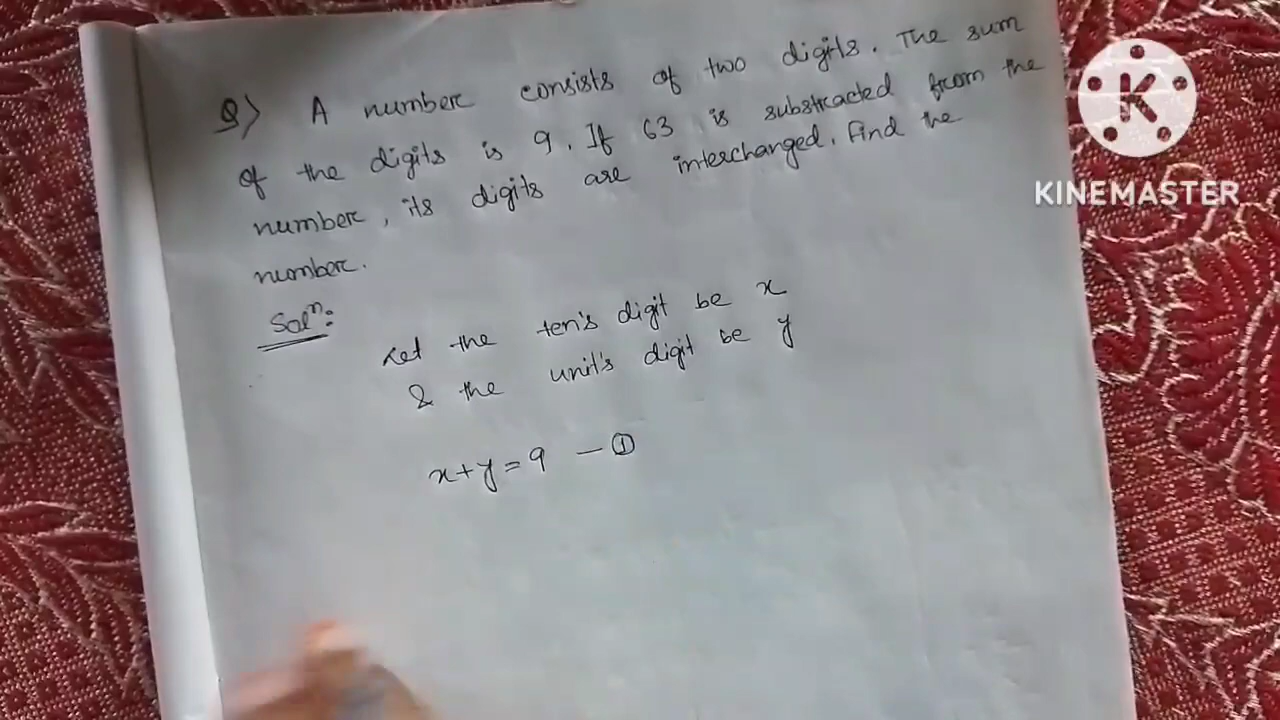 Q) A number consists of two digits. The sum
of the digits is 9. If 63 is substracted from the
number, its digits are interchanged. Find the
number.
Solⁿ:
Let the ten's digit be x
& the unit's digit be y
x+y=9 — ①
K
KINEMASTER